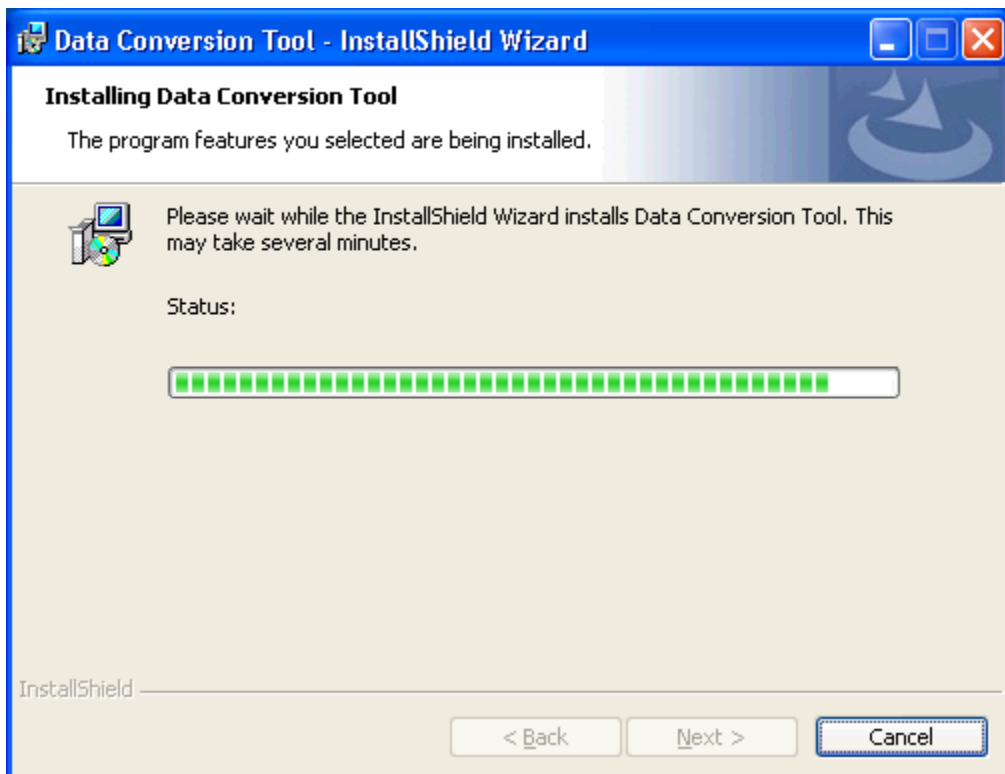 Data Conversion Tool - InstallShield Wizard
Installing Data Conversion Tool
The program features you selected are being installed.
Please wait while the InstallShield Wizard installs Data Conversion Tool. This
may take several minutes.
Status:
InstallShield
< Back
Next >
Cancel